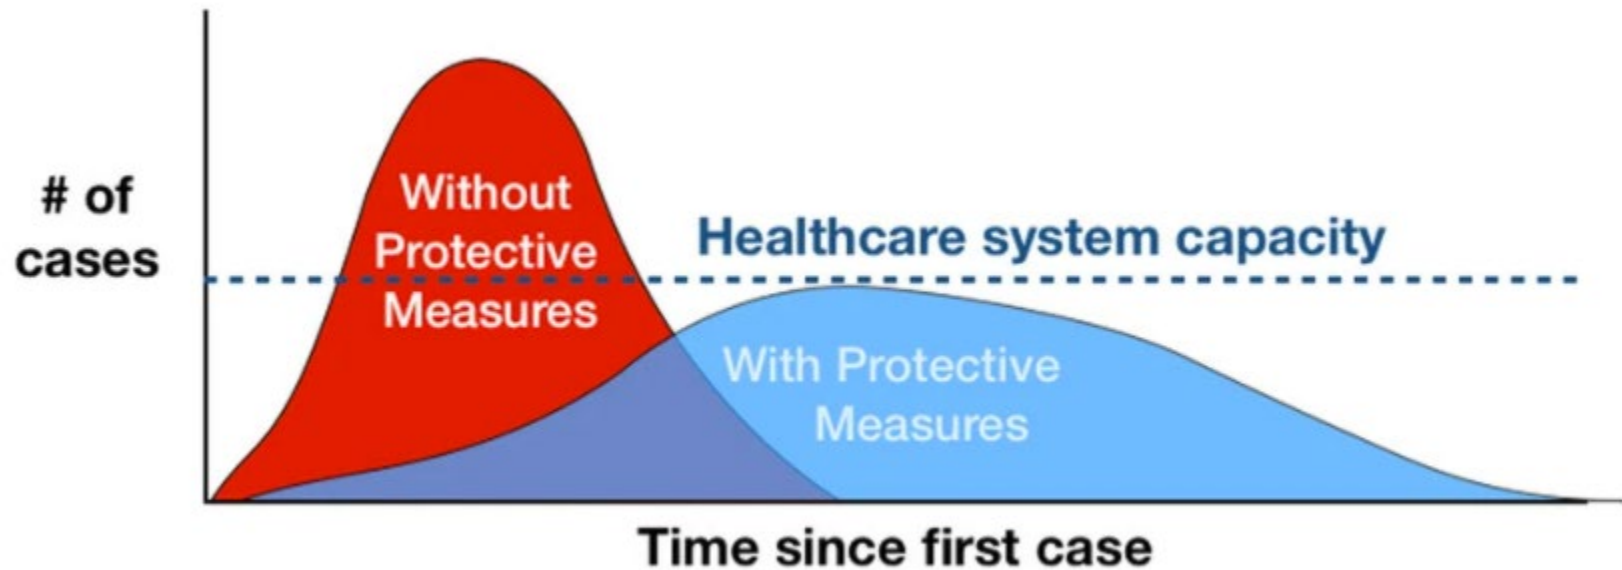 # of
cases
Without
Protective
Measures
Healthcare system capacity
With Protective
Measures
Time since first case